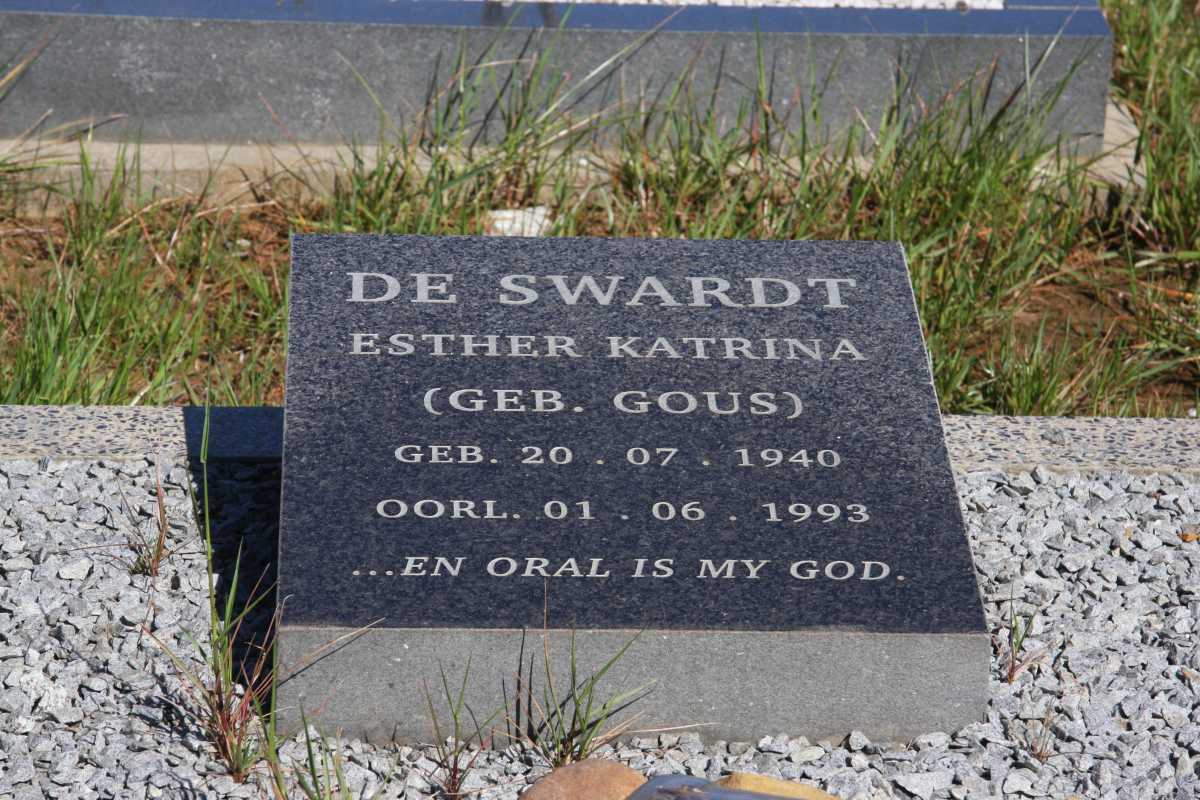 DE SWARDT
ESTHER KATRINA
(GEB. GOUS)
GEB. 20 . 07 . 1940
OORL. 01 . 06 . 1993
...EN ORAL IS MY GOD.